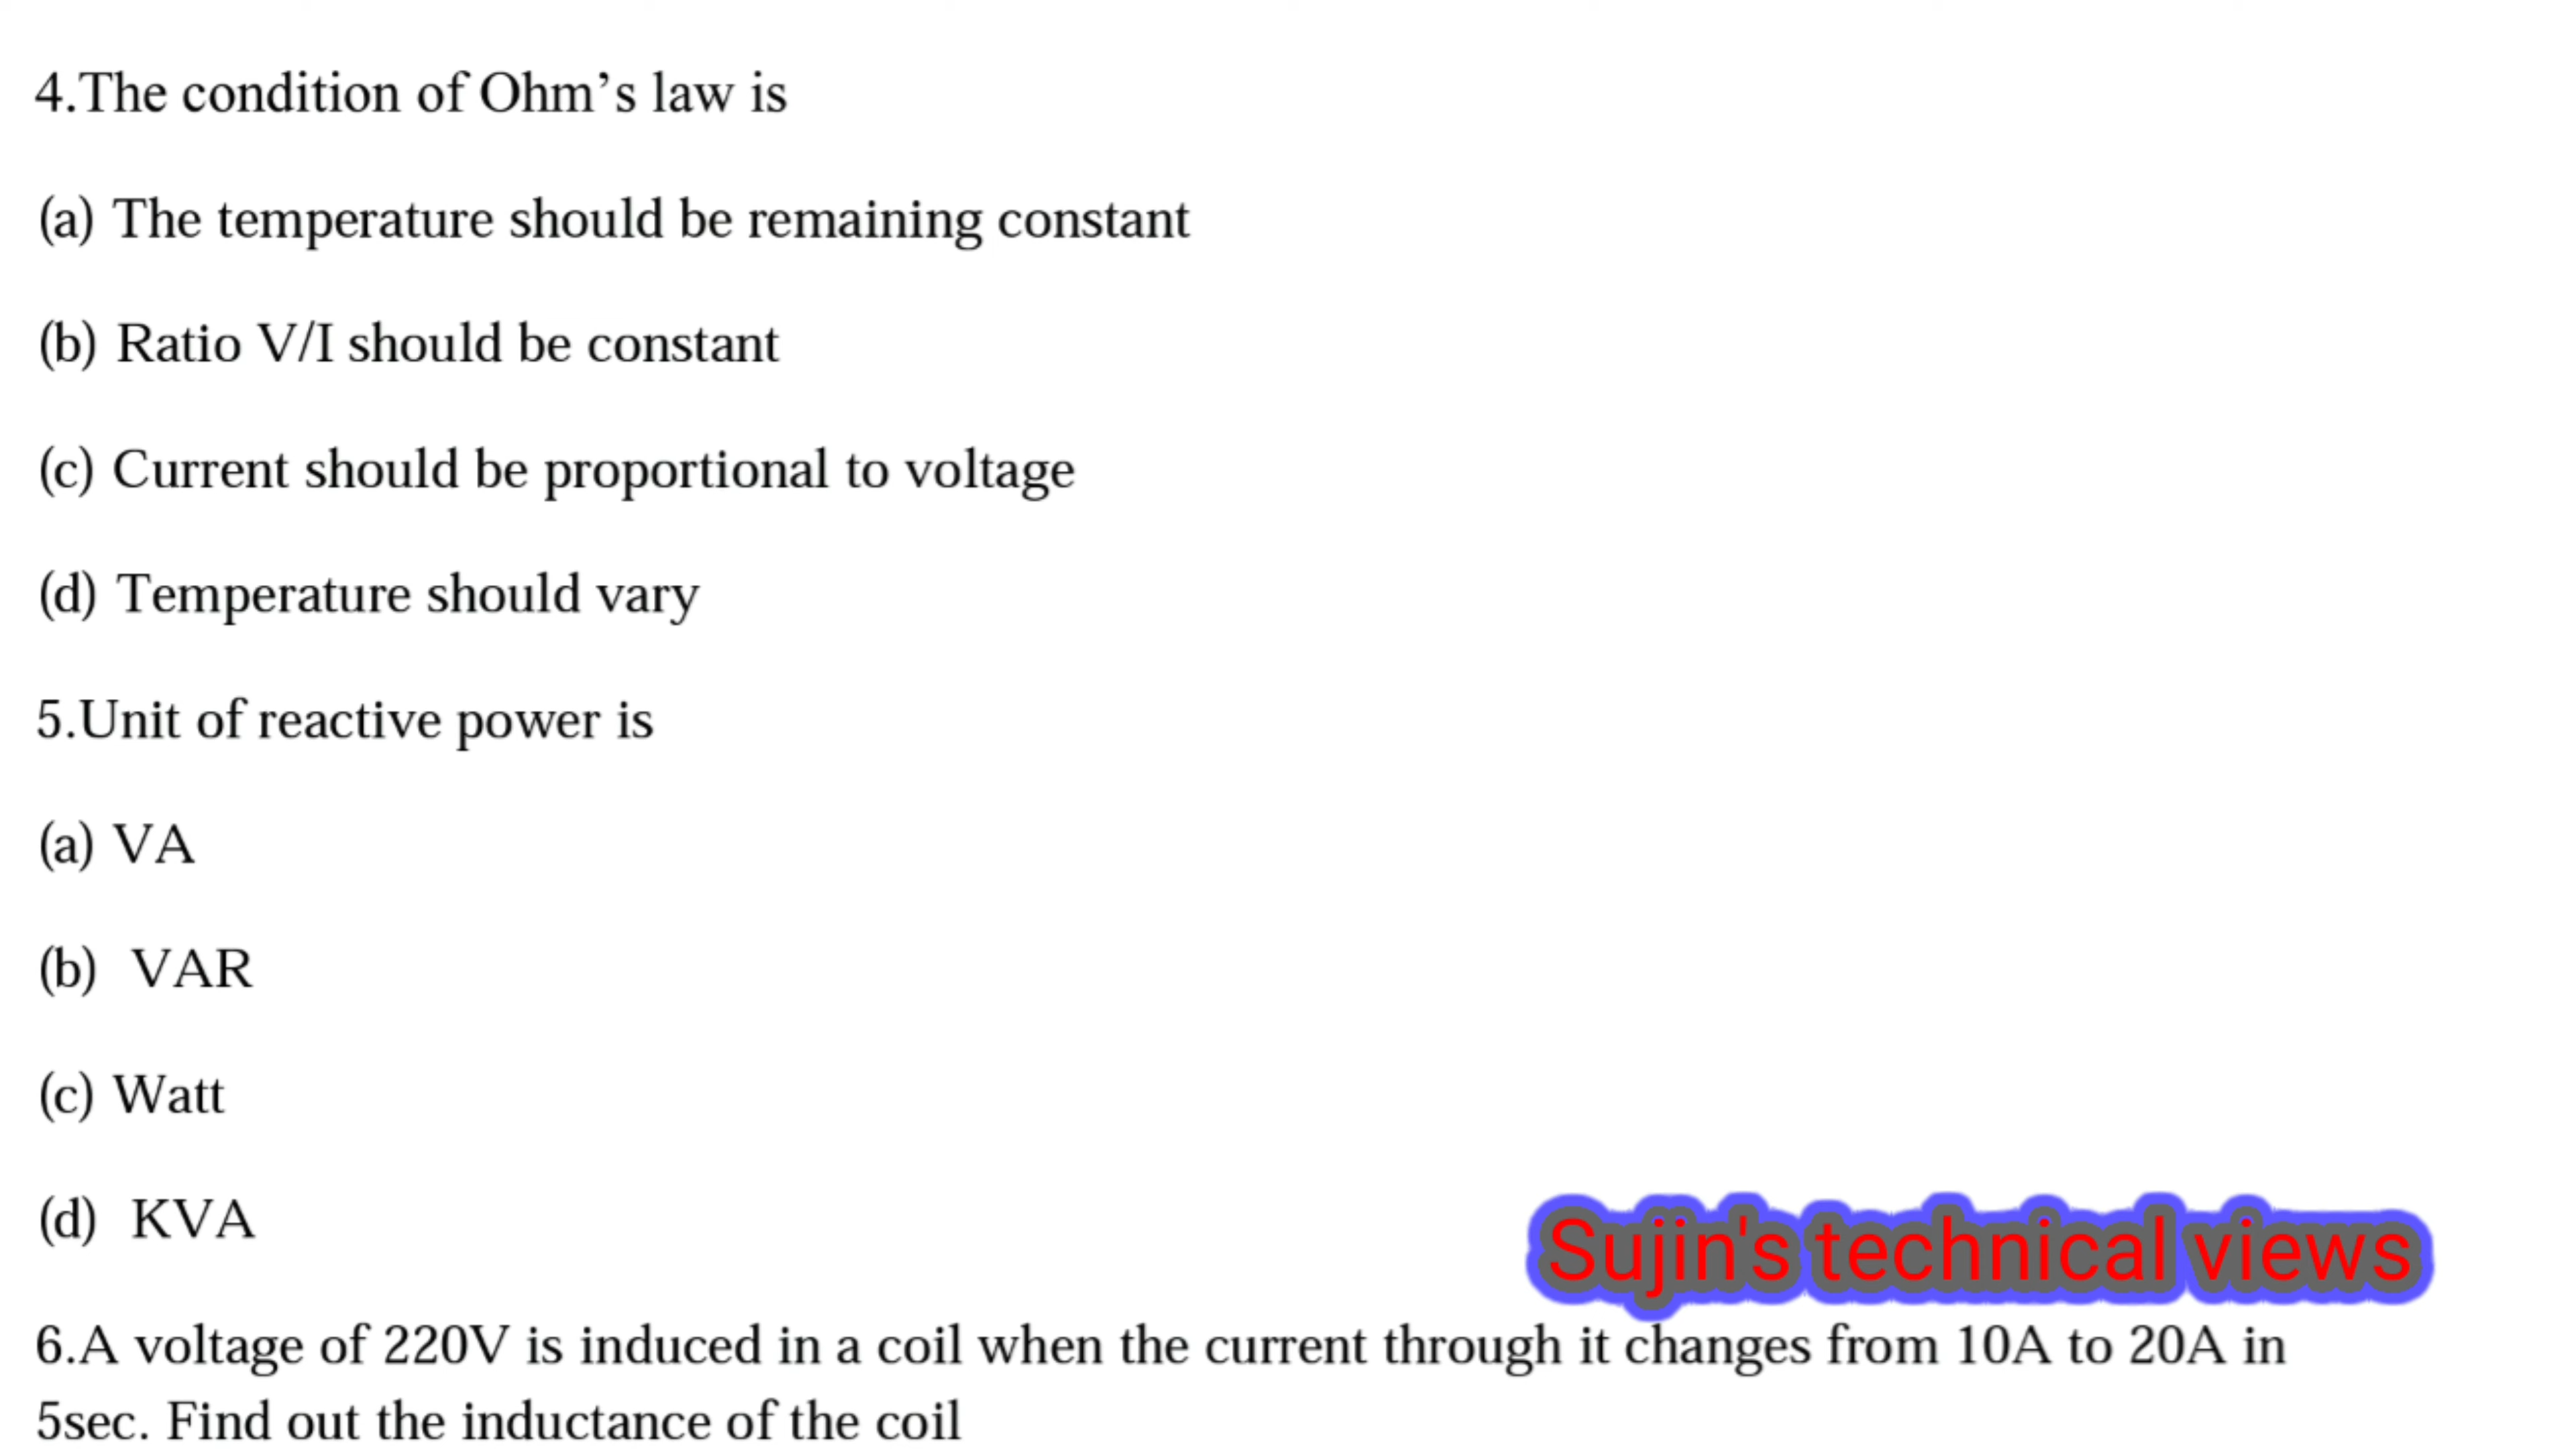 4.The condition of Ohm’s law is
(a) The temperature should be remaining constant
(b) Ratio V/I should be constant
(c) Current should be proportional to voltage
(d) Temperature should vary
5.Unit of reactive power is
(a) VA
(b) VAR
(c) Watt
(d) KVA
Sujin's technical views
6.A voltage of 220V is induced in a coil when the current through it changes from 10A to 20A in
5sec. Find out the inductance of the coil